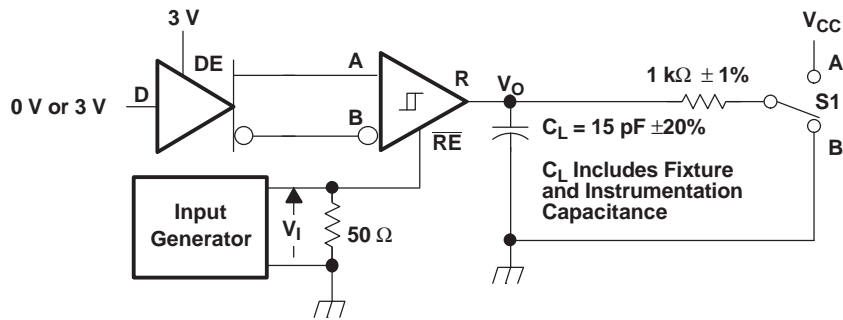 3 V
DE
D
0 V or 3 V
A
B
R
RE
V_O
1 kΩ ± 1%
V_CC
A
S1
B
C_L = 15 pF ±20%
C_L Includes Fixture
and Instrumentation
Capacitance
Input
Generator
V_I
50 Ω